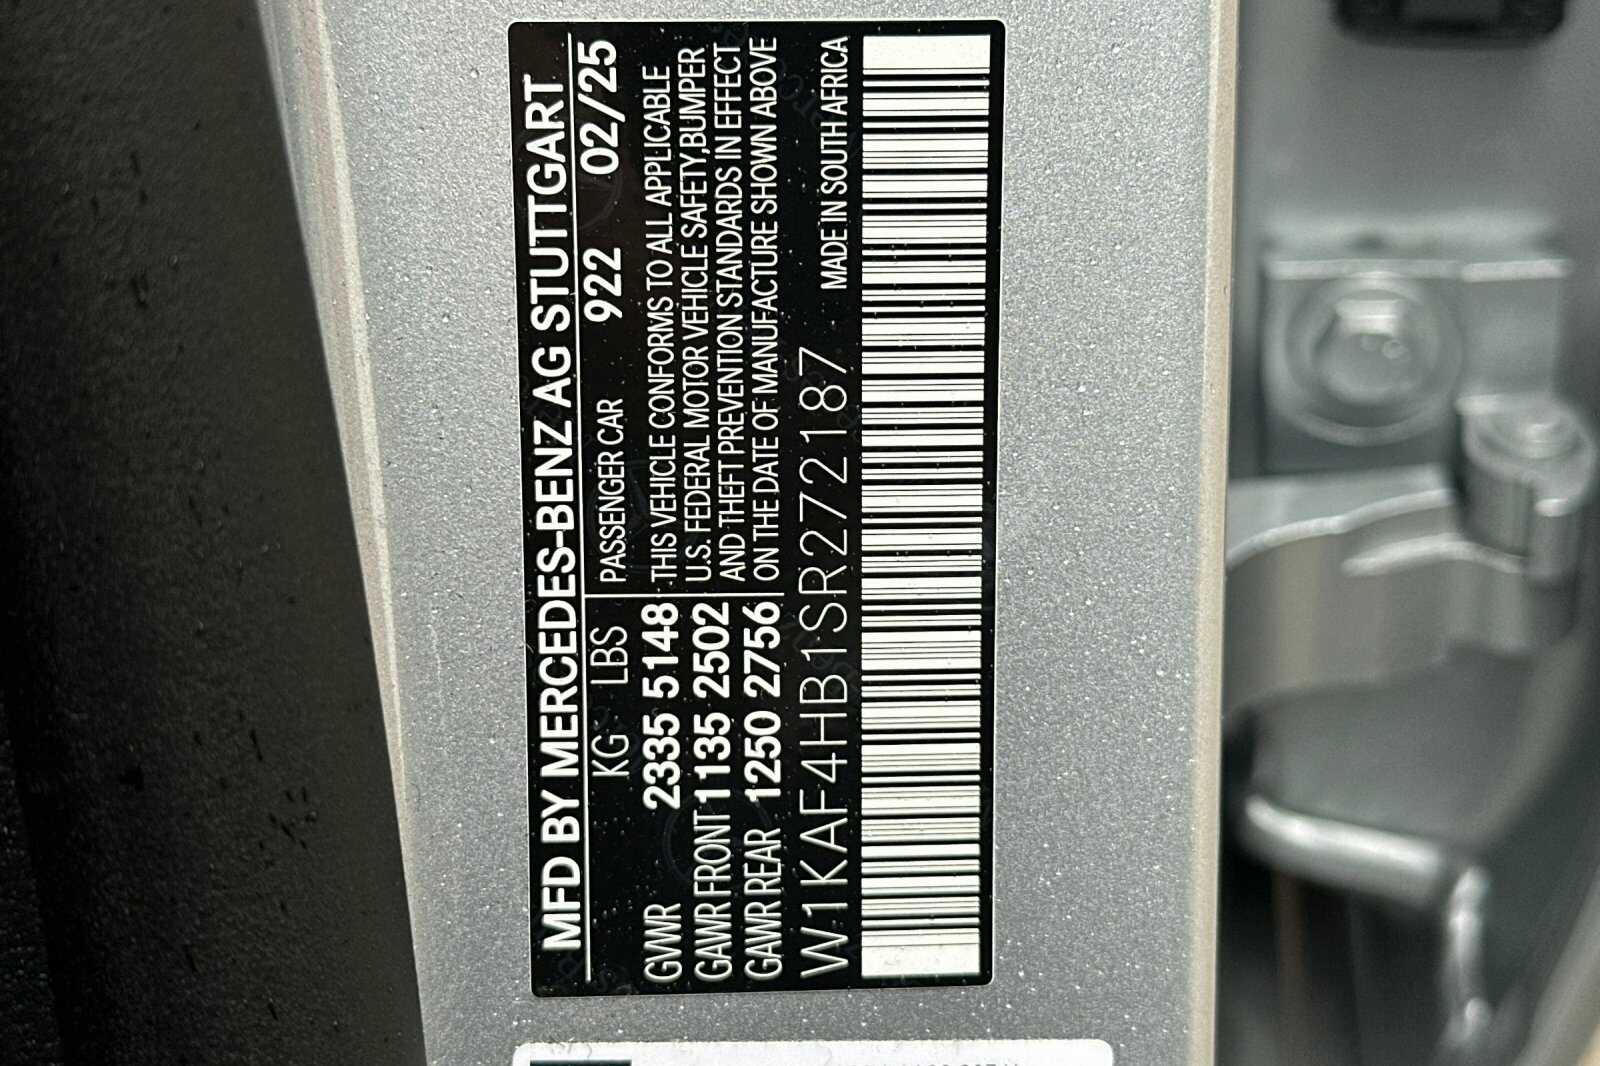 MFD BY MERCEDES-BENZ AG STUTTGART
KG LBS PASSENGER CAR 922 02/25
GVWR 2335 5148 THIS VEHICLE CONFORMS TO ALL APPLICABLE
GAWR FRONT 1135 2502 U.S. FEDERAL MOTOR VEHICLE SAFETY,BUMPER
GAWR REAR 1250 2756 AND THEFT PREVENTION STANDARDS IN EFFECT
ON THE DATE OF MANUFACTURE SHOWN ABOVE
W1KAF4HB1SR272187 MADE IN SOUTH AFRICA